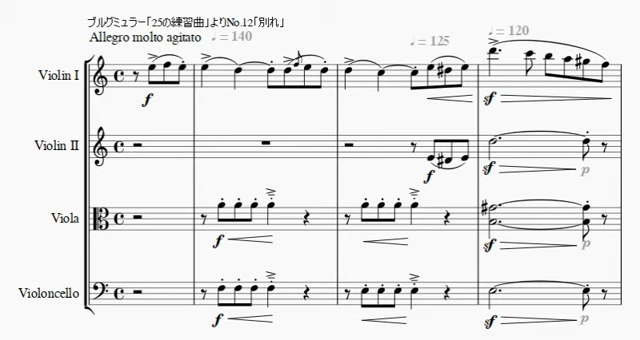 ブルグミュラー「25の練習曲」よりNo.12「別れ」
Allegro molto agitato ♩ = 140
♩ = 125
♩ = 120
Violin I
f
sf
Violin II
f
sf
p
Viola
f
sf
p
Violoncello
f
sf
p